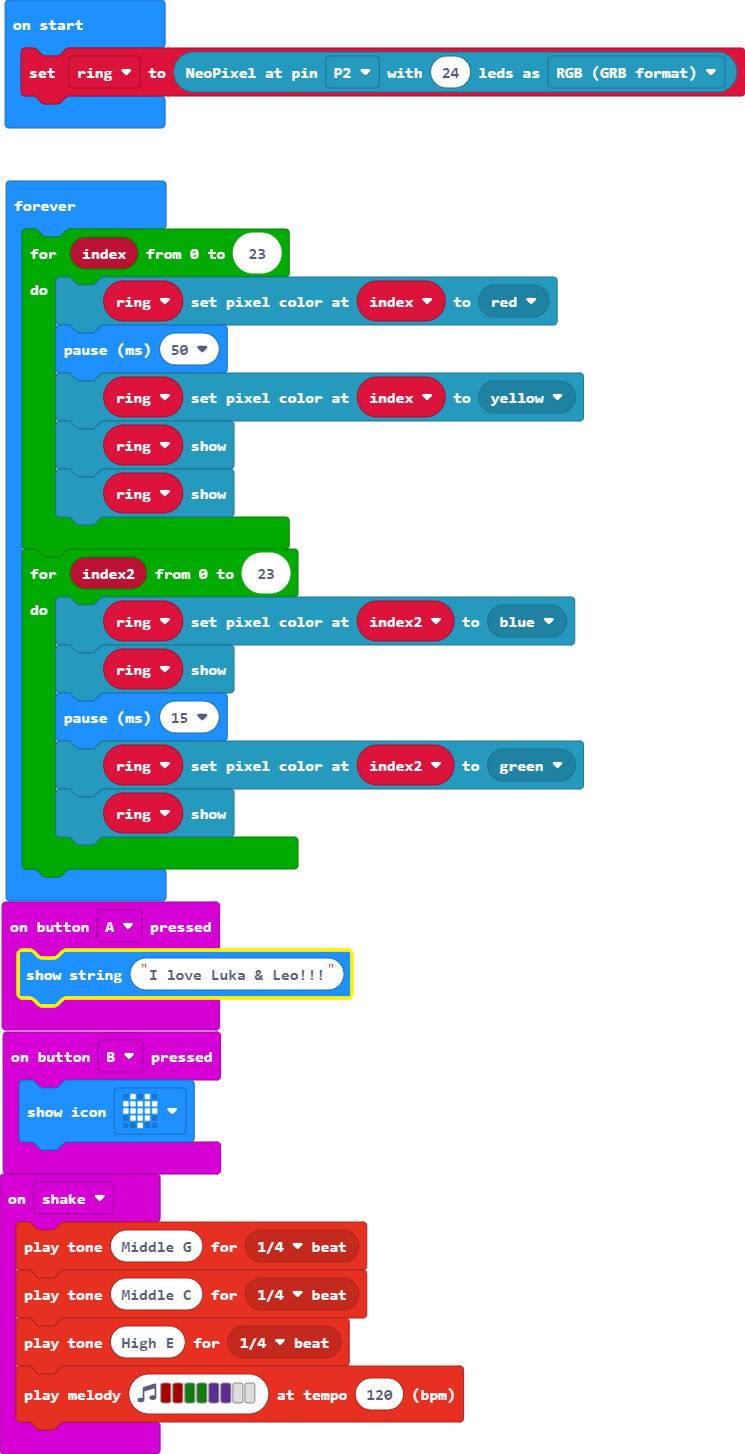 on start
set ring to NeoPixel at pin P2 with 24 leds as RGB (GRB format)
forever
for index from 0 to 23
do
ring set pixel color at index to red
pause (ms) 50
ring set pixel color at index to yellow
ring show
ring show
for index2 from 0 to 23
do
ring set pixel color at index2 to blue
ring show
pause (ms) 15
ring set pixel color at index2 to green
ring show
on button A pressed
show string "I love Luka & Leo!!!"
on button B pressed
show icon
on shake
play tone Middle G for 1/4 beat
play tone Middle C for 1/4 beat
play tone High E for 1/4 beat
play melody at tempo 120 (bpm)